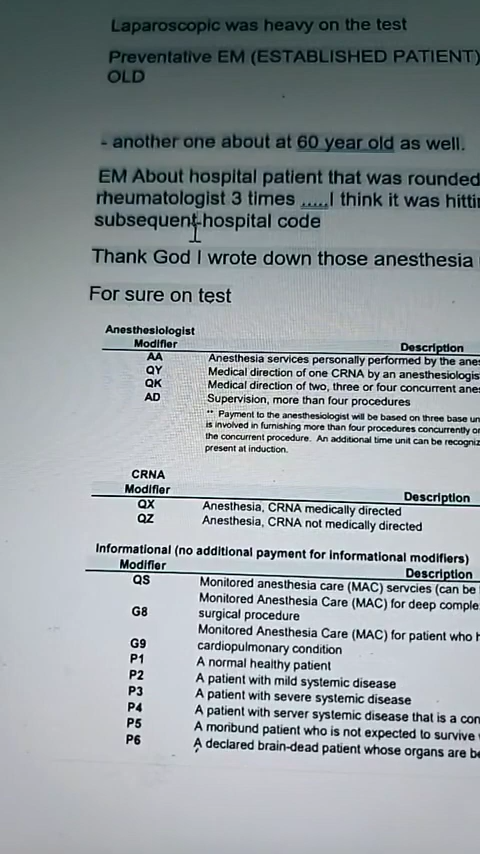 Laparoscopic was heavy on the test
Preventative EM (ESTABLISHED PATIENT)
OLD
- another one about at 60 year old as well.
EM About hospital patient that was rounded
rheumatologist 3 times .....I think it was
subsequent hospital code
Thank God I wrote down those anesthesia
For sure on test
Anesthesiologist
Modifier Description
AA Anesthesia services personally performed by the
QY Medical direction of one CRNA by an
QK Medical direction of two, three or four concurrent
AD Supervision, more than four procedures
** Payment to the anesthesiologist will be based on three base
is involved in furnishing more than four procedures concurrently
the concurrent procedure. An additional time unit can be
present at induction.
CRNA
Modifier Description
QX Anesthesia, CRNA medically directed
QZ Anesthesia, CRNA not medically directed
Informational (no additional payment for informational modifiers)
Modifier Description
QS Monitored anesthesia care (MAC) servcies (can be
Monitored Anesthesia Care (MAC) for deep
G8 surgical procedure
Monitored Anesthesia Care (MAC) for patient who
G9 cardiopulmonary condition
P1 A normal healthy patient
P2 A patient with mild systemic disease
P3 A patient with severe systemic disease
P4 A patient with server systemic disease that is a
P5 A moribund patient who is not expected to survive
P6 A declared brain-dead patient whose organs are